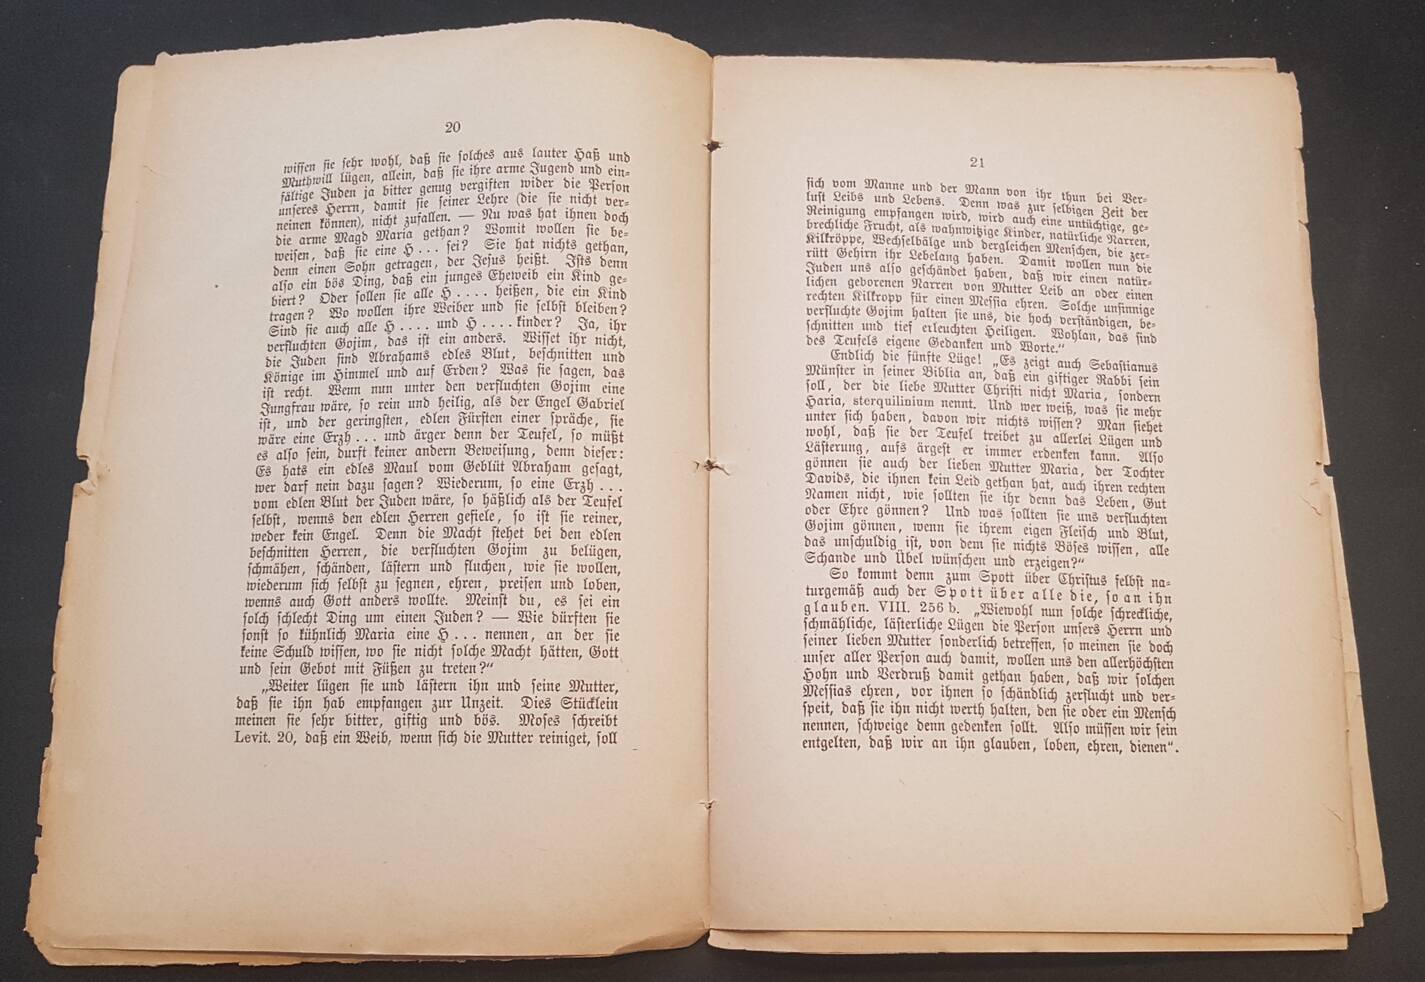 20
wissen sie sehr wohl, daß sie solches aus lauter Haß und
Muthwill lügen, allein, daß sie ihre arme Jugend und ein-
fältige Juden ja bitter genug vergiften wider die Person
unseres Herrn, damit sie seiner Lehre (die sie nicht ver-
neinen können), nicht zufallen. — Nu was hat ihnen doch
die arme Magd Maria gethan? Womit wollen sie be-
weisen, daß sie eine H... sei? Sie hat nichts gethan,
denn einen Sohn getragen, der Jesus heißt. Ists denn
also ein bös Ding, daß ein junges Eheweib ein Kind ge-
biert? Oder sollen sie alle H.... heißen, die ein Kind
tragen? Wo wollen ihre Weiber und sie selbst bleiben?
Sind sie auch alle H.... und H....kinder? Ja, ihr
verfluchten Gojim, das ist ein anders. Wisset ihr nicht,
die Juden sind Abrahams edles Blut, beschnitten und
Könige im Himmel und auf Erden? Was sie sagen, das
ist recht. Wenn nun unter den verfluchten Gojim eine
Jungfrau wäre, so rein und heilig, als der Engel Gabriel
ist, und der geringsten, edlen Fürsten einer spräche, sie
wäre eine Erzh... und ärger denn der Teufel, so müßt
es also sein, durft keiner andern Beweisung, denn dieser:
Es hats ein edles Maul vom Geblüt Abraham gesagt,
wer darf nein dazu sagen? Wiederum, so eine Erzh...
vom edlen Blut der Juden wäre, so häßlich als der Teufel
selbst, wenns den edlen Herren gefiele, so ist sie reiner,
weder kein Engel. Denn die Macht stehet bei den edlen
beschnitten Herren, die verfluchten Gojim zu belügen,
schmähen, schänden, lästern und fluchen, wie sie wollen,
wiederum sich selbst zu segnen, ehren, preisen und loben,
wenns auch Gott anders wollte. Meinst du, es sei ein
solch schlecht Ding um einen Juden? — Wie dürften sie
sonst so kühnlich Maria eine H... nennen, an der sie
keine Schuld wissen, wo sie nicht solche Macht hätten, Gott
und sein Gebot mit Füßen zu treten?“
„Weiter lügen sie und lästern ihn und seine Mutter,
daß sie ihn hab empfangen zur Unzeit. Dies Stücklein
meinen sie sehr bitter, giftig und bös. Moses schreibt
Levit. 20, daß ein Weib, wenn sich die Mutter reiniget, soll
21
sich vom Manne und der Mann von ihr thun bei Ver-
lust Leibs und Lebens. Denn was zur selbigen Zeit der
Reinigung empfangen wird, wird auch eine untüchtige, ge-
brechliche Frucht, als wahnwitzige Kinder, natürliche Narren,
Kilkröppe, Wechselbälge und dergleichen Menschen, die zer-
rütt Gehirn ihr Lebelang haben. Damit wollen nun die
Juden uns also geschändet haben, daß wir einen natür-
lichen geborenen Narren von Mutter Leib an oder einen
rechten Kilkropp für einen Messia ehren. Solche unsinnige
verfluchte Gojim halten sie uns, die hoch verständigen, be-
schnitten und tief erleuchten Heiligen. Wohlan, das sind
des Teufels eigene Gedanken und Worte.“
Endlich die fünfte Lüge! „Es zeigt auch Sebastianus
Münster in seiner Biblia an, daß ein giftiger Rabbi sein
soll, der die liebe Mutter Christi nicht Maria, sondern
Haria, sterquilinium nennt. Und wer weiß, was sie mehr
unter sich haben, davon wir nichts wissen? Man siehet
wohl, daß sie der Teufel treibet zu allerlei Lügen und
Lästerung, aufs ärgest er immer erdenken kann. Also
gönnen sie auch der lieben Mutter Maria, der Tochter
Davids, die ihnen kein Leid gethan hat, auch ihren rechten
Namen nicht, wie sollten sie ihr denn das Leben, Gut
oder Ehre gönnen? Und was sollten sie uns verfluchten
Gojim gönnen, wenn sie ihrem eigen Fleisch und Blut,
das unschuldig ist, von dem sie nichts Böses wissen, alle
Schande und Übel wünschen und erzeigen?“
So kommt denn zum Spott über Christus selbst na-
turgemäß auch der Spott über alle die, so an ihn
glauben. VIII. 256 b. „Wiewohl nun solche schreckliche,
schmähliche, lästerliche Lügen die Person unsers Herrn und
seiner lieben Mutter sonderlich betreffen, so meinen sie doch
unser aller Person auch damit, wollen uns den allerhöchsten
Hohn und Verdruß damit gethan haben, daß wir solchen
Messias ehren, vor ihnen so schändlich zerflucht und ver-
speit, daß sie ihn nicht werth halten, den sie oder ein Mensch
nennen, schweige denn gedenken sollt. Also müssen wir sein
entgelten, daß wir an ihn glauben, loben, ehren, dienen“.